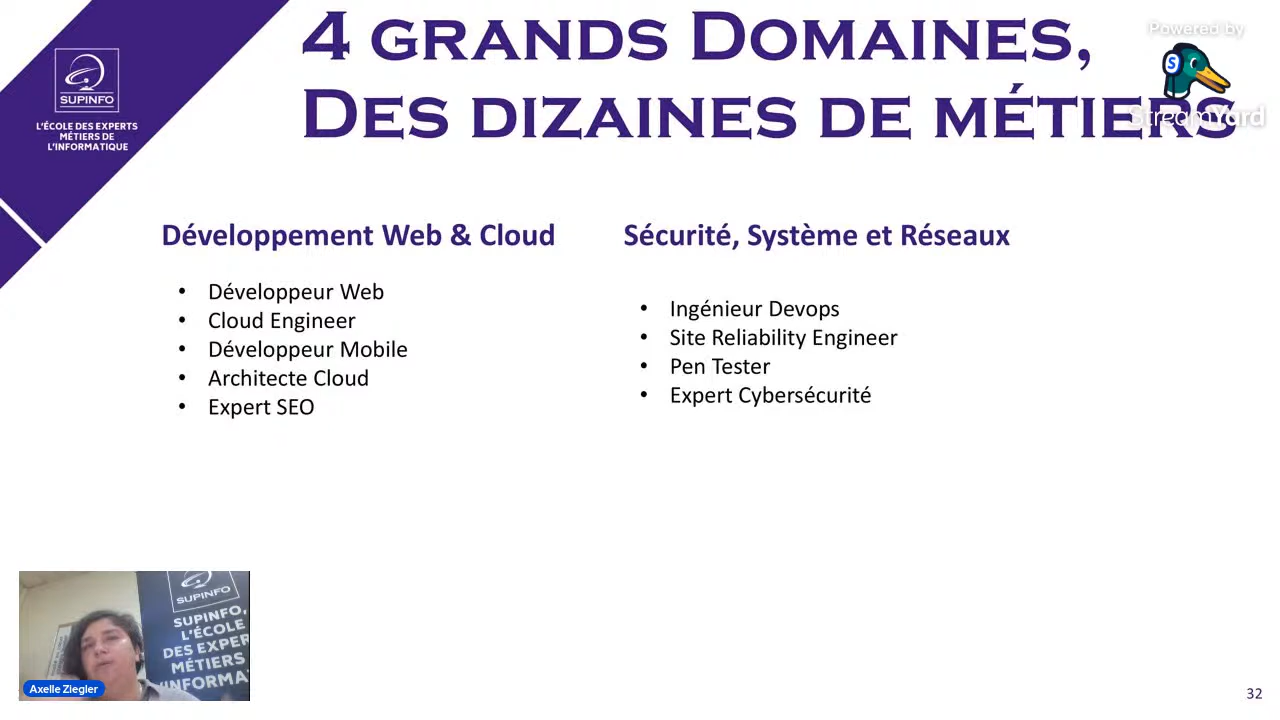 4 GRANDS DOMAINES,
DES DIZAINES DE MÉTIERS
Powered by
S
StreamYard
SUPINFO
L'ÉCOLE DES EXPERTS
MÉTIERS DE
L'INFORMATIQUE
Développement Web & Cloud
• Développeur Web
• Cloud Engineer
• Développeur Mobile
• Architecte Cloud
• Expert SEO
Sécurité, Système et Réseaux
• Ingénieur Devops
• Site Reliability Engineer
• Pen Tester
• Expert Cybersécurité
SUPINFO
SUPINFO,
L'ÉCOLE
DES EXPER
MÉTIERS
'INFORMA
Axelle Ziegler
32